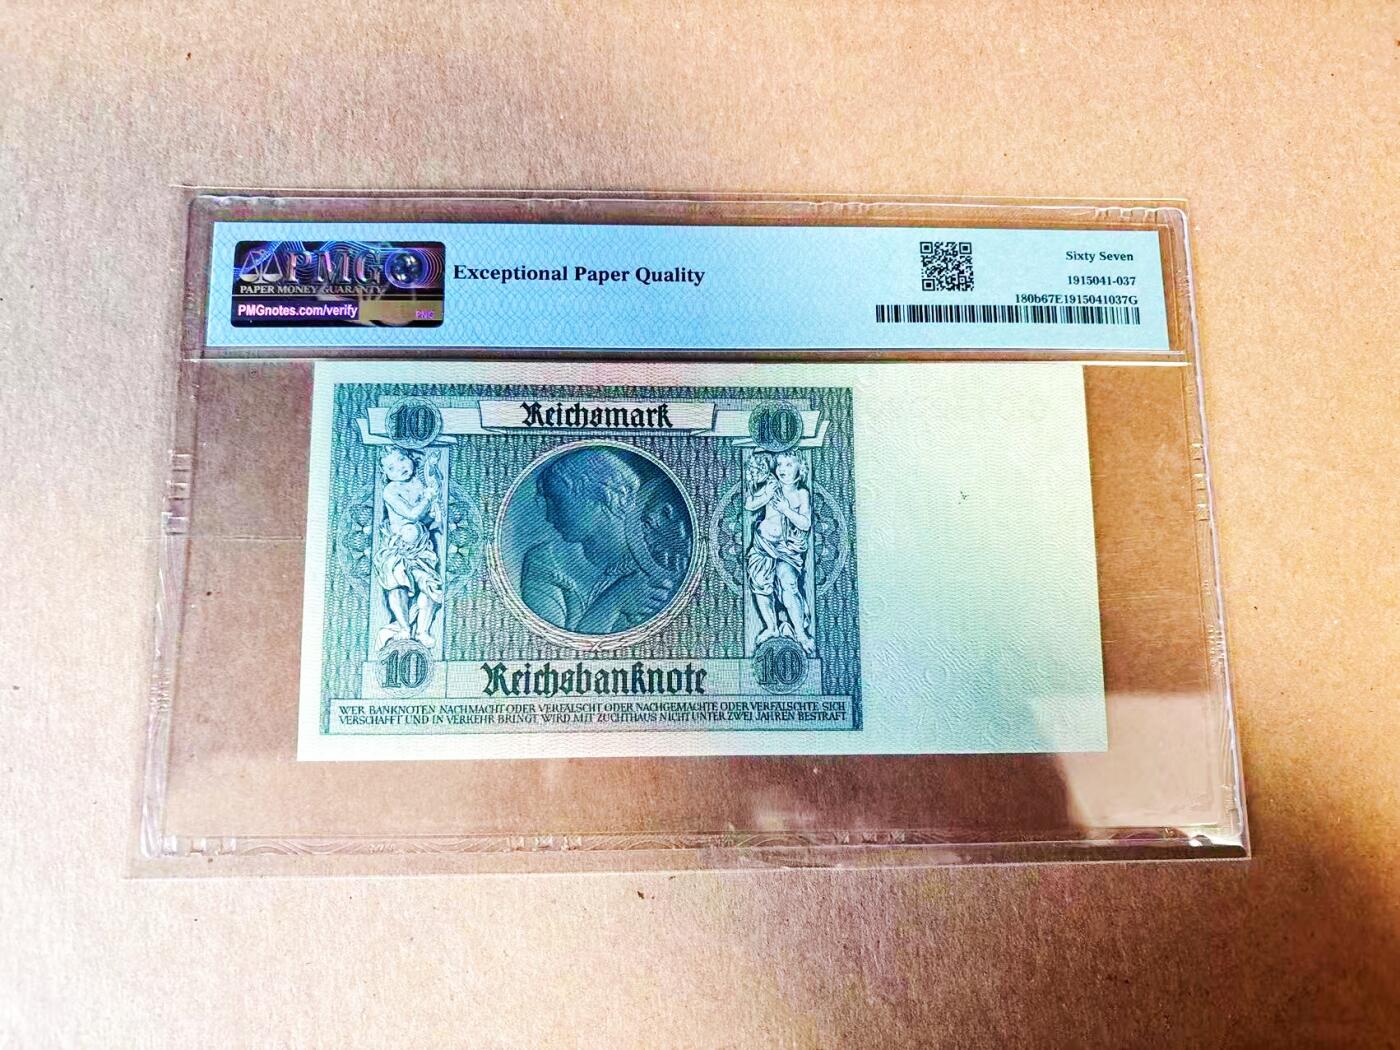 PMG
PAPER MONEY GUARANTY
PMGnotes.com/verify
PMG
Exceptional Paper Quality
Sixty Seven
1915041-037
180b67E1915041037G
10
Reichsmark
10
10
Reichsbanknote
10
WER BANKNOTEN NACHMACHT ODER VERFÄLSCHT ODER NACHGEMACHTE ODER VERFÄLSCHTE SICH
VERSCHAFFT UND IN VERKEHR BRINGT, WIRD MIT ZUCHTHAUS NICHT UNTER ZWEI JAHREN BESTRAFT